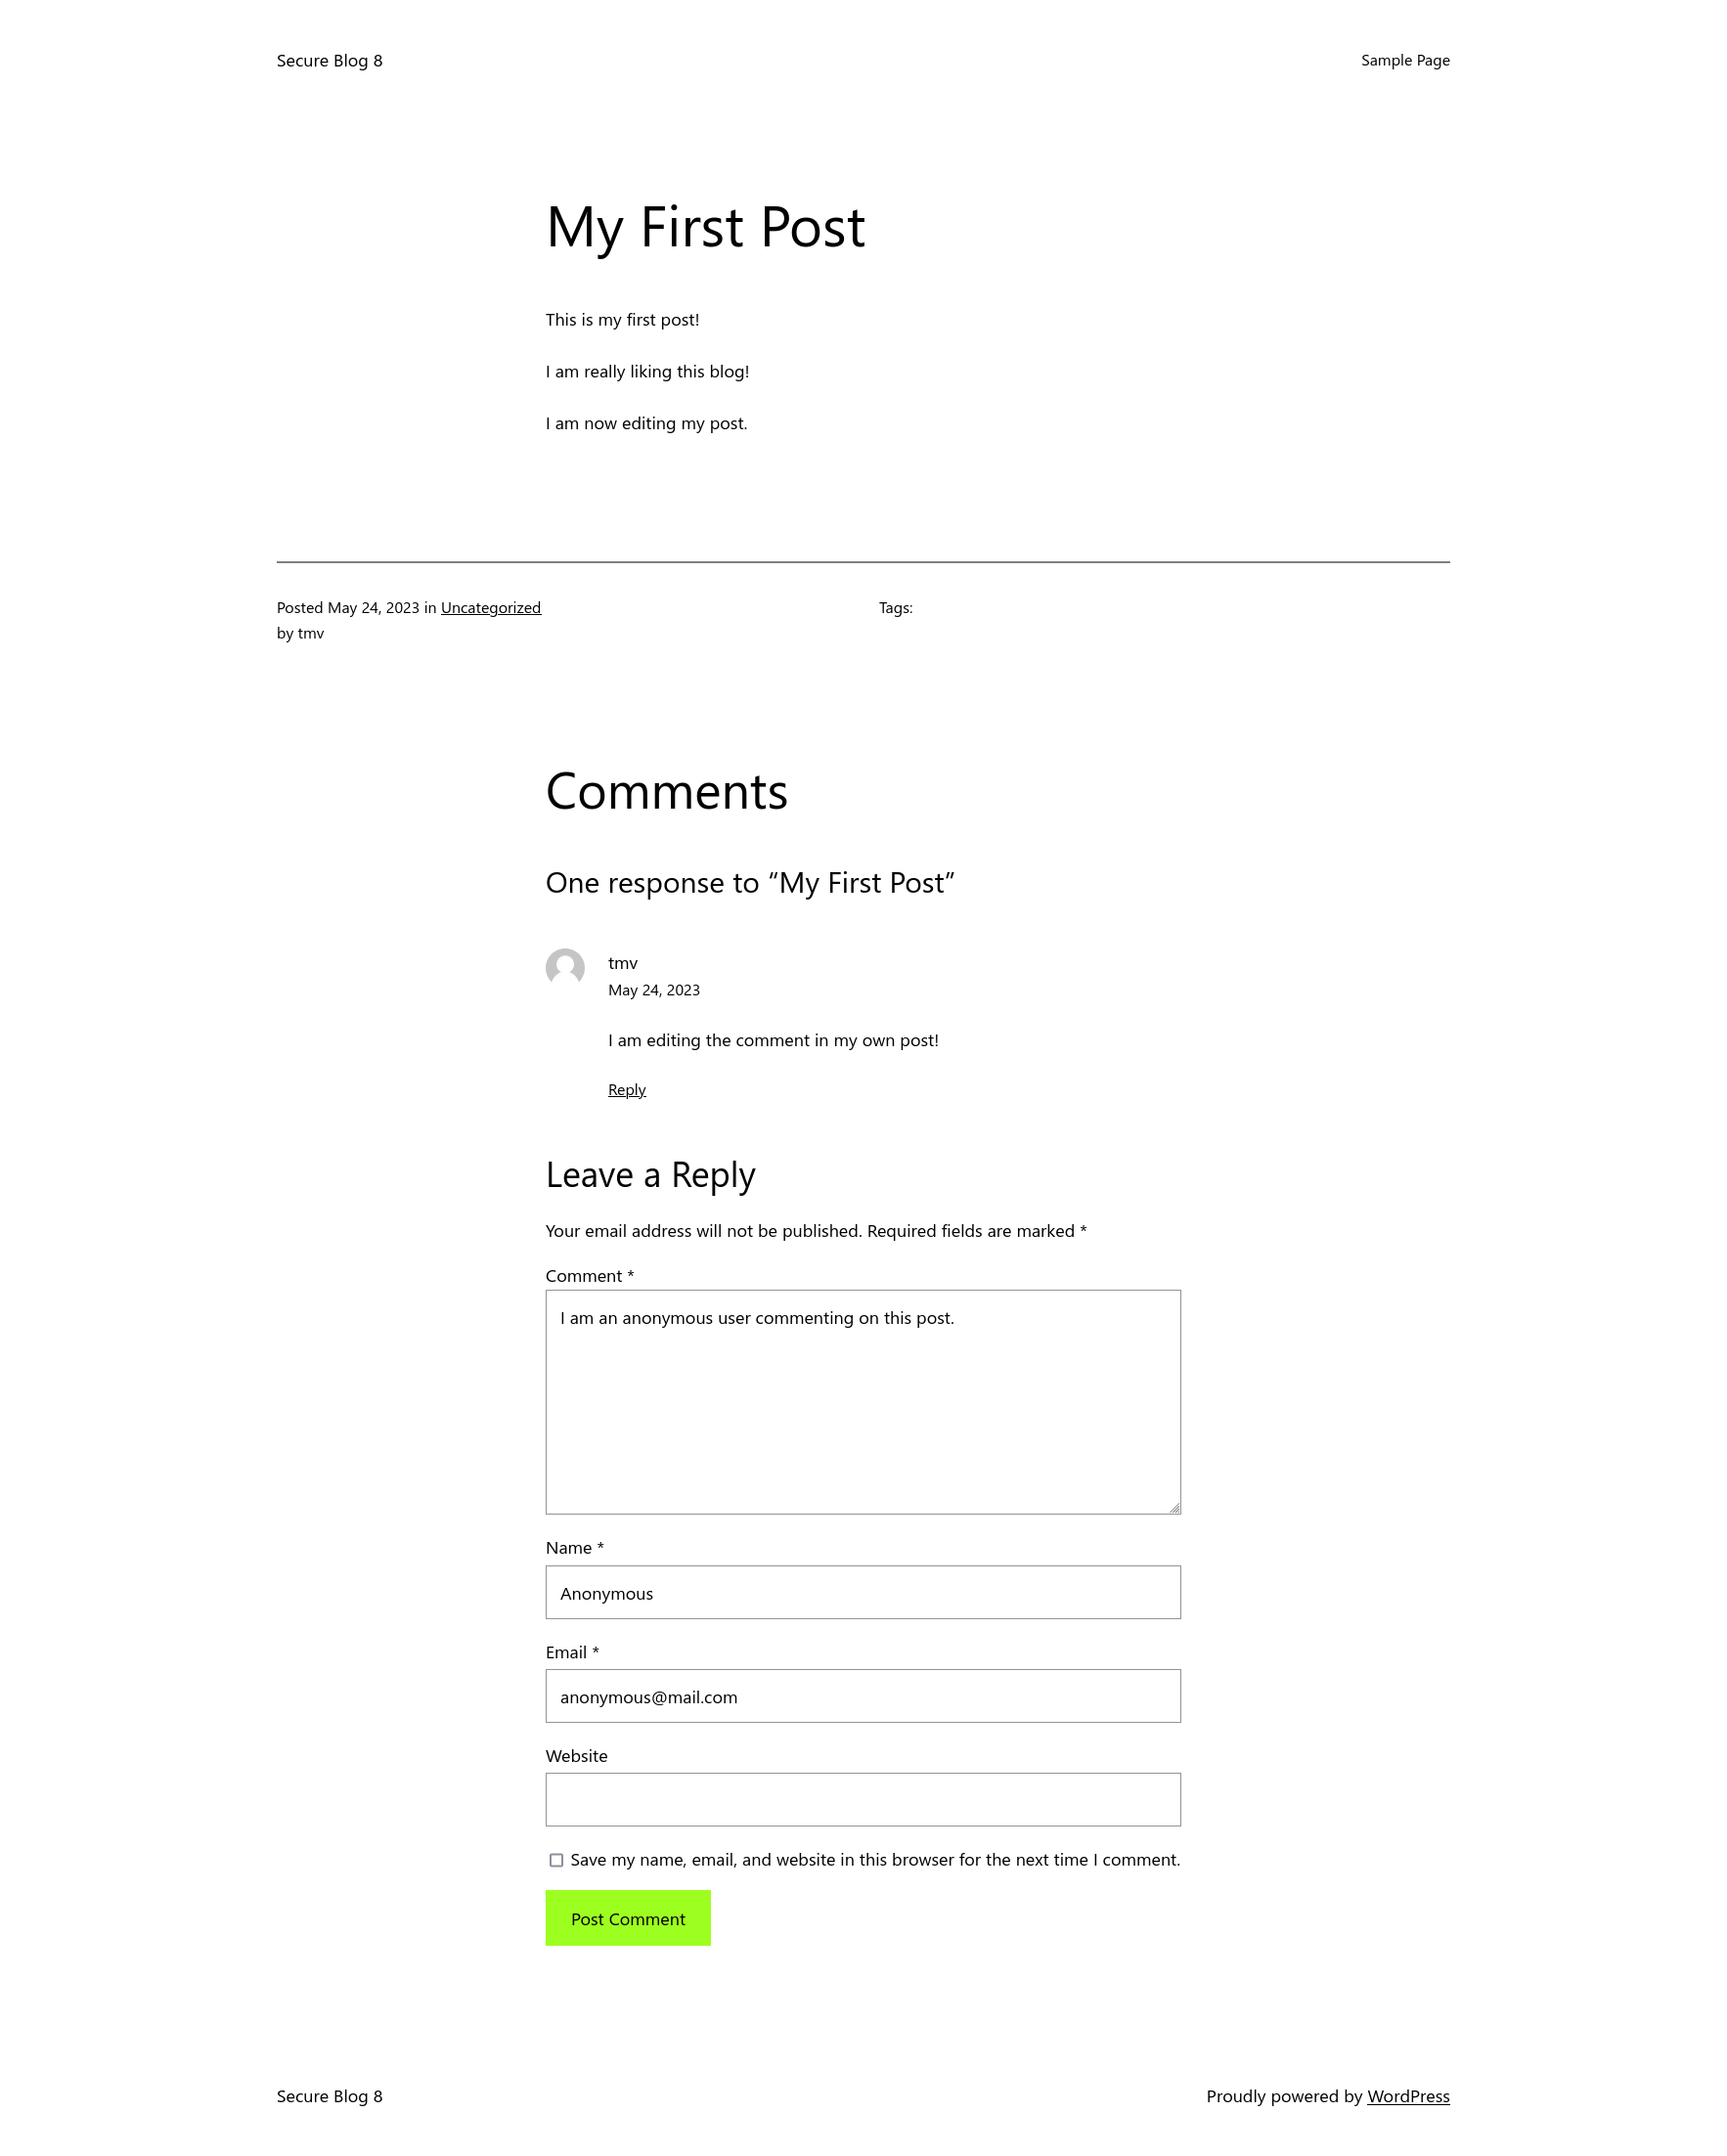 Secure Blog 8
Sample Page
My First Post
This is my first post!
I am really liking this blog!
I am now editing my post.
Posted May 24, 2023 in Uncategorized
by tmv
Tags:
Comments
One response to “My First Post”
tmv
May 24, 2023
I am editing the comment in my own post!
Reply
Leave a Reply
Your email address will not be published. Required fields are marked *
Comment *
I am an anonymous user commenting on this post.
Name *
Anonymous
Email *
anonymous@mail.com
Website
Save my name, email, and website in this browser for the next time I comment.
Post Comment
Secure Blog 8
Proudly powered by WordPress